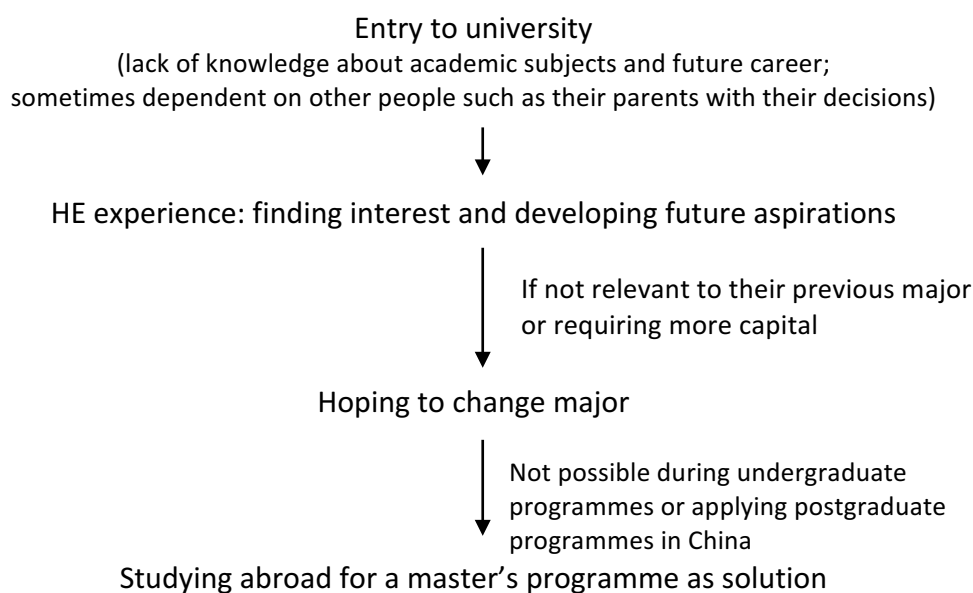 Entry to university
(lack of knowledge about academic subjects and future career;
sometimes dependent on other people such as their parents with their decisions)
HE experience: finding interest and developing future aspirations
If not relevant to their previous major
or requiring more capital
Hoping to change major
Not possible during undergraduate
programmes or applying postgraduate
programmes in China
Studying abroad for a master’s programme as solution